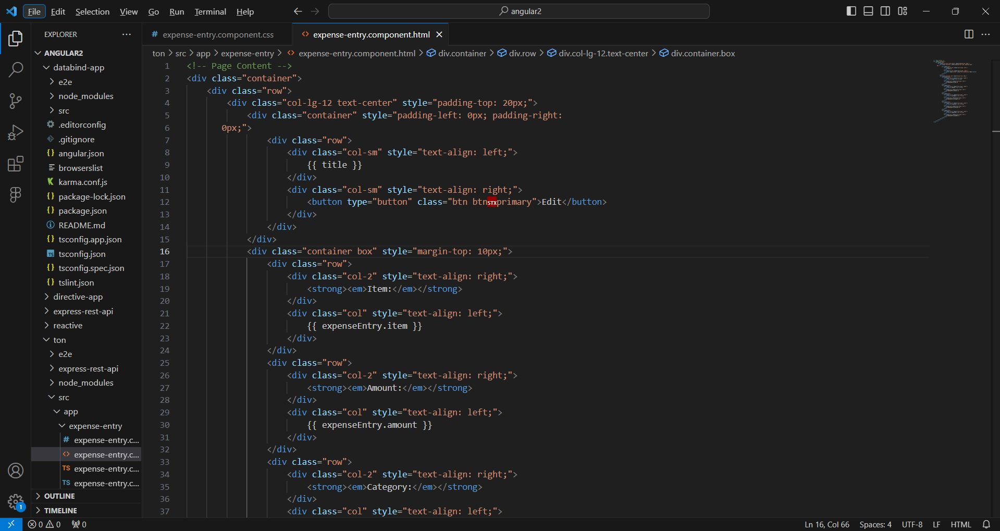 File Edit Selection View Go Run Terminal Help
angular2
EXPLORER
ANGULAR2
databind-app
e2e
node_modules
src
.editorconfig
.gitignore
angular.json
browserslist
karma.conf.js
package-lock.json
package.json
README.md
tsconfig.app.json
tsconfig.json
tsconfig.spec.json
tslint.json
directive-app
express-rest-api
reactive
ton
e2e
express-rest-api
node_modules
src
app
expense-entry
# expense-entry.c...
<> expense-entry.c...
TS expense-entry.c...
TS expense-entry.c...
OUTLINE
TIMELINE
# expense-entry.component.css <> expense-entry.component.html
ton > src > app > expense-entry > <> expense-entry.component.html > div.container > div.row > div.col-lg-12.text-center > div.container.box
1 <!-- Page Content -->
2 <div class="container">
3 <div class="row">
4 <div class="col-lg-12 text-center" style="padding-top: 20px;">
5 <div class="container" style="padding-left: 0px; padding-right:
6 0px;">
7 <div class="row">
8 <div class="col-sm" style="text-align: left;">
9 {{ title }}
10 </div>
11 <div class="col-sm" style="text-align: right;">
12 <button type="button" class="btn btnSTXprimary">Edit</button>
13 </div>
14 </div>
15 </div>
16 <div class="container box" style="margin-top: 10px;">
17 <div class="row">
18 <div class="col-2" style="text-align: right;">
19 <strong><em>Item:</em></strong>
20 </div>
21 <div class="col" style="text-align: left;">
22 {{ expenseEntry.item }}
23 </div>
24 </div>
25 <div class="row">
26 <div class="col-2" style="text-align: right;">
27 <strong><em>Amount:</em></strong>
28 </div>
29 <div class="col" style="text-align: left;">
30 {{ expenseEntry.amount }}
31 </div>
32 </div>
33 <div class="row">
34 <div class="col-2" style="text-align: right;">
35 <strong><em>Category:</em></strong>
36 </div>
37 <div class="col" style="text-align: left;">
1
0 0 0 Ln 16, Col 66 Spaces: 4 UTF-8 LF HTML